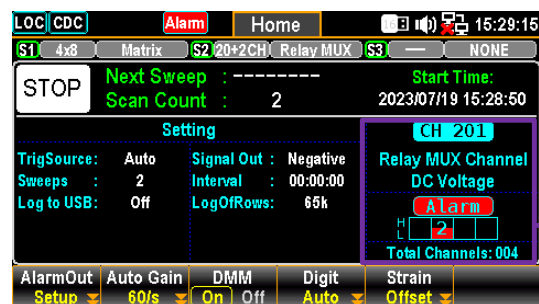 LOC CDC Alarm Home 15:29:15
S1 4x8 Matrix S2 20+2CH Relay MUX S3 — NONE
STOP
Next Sweep : --------
Scan Count : 2
Start Time:
2023/07/19 15:28:50
Setting
TrigSource: Auto Signal Out : Negative
Sweeps : 2 Interval : 00:00:00
Log to USB: Off LogOfRows: 65k
CH 201
Relay MUX Channel
DC Voltage
Alarm
H
L
2
Total Channels: 004
AlarmOut Auto Gain DMM Digit Strain
Setup 60/s On Off Auto Offset